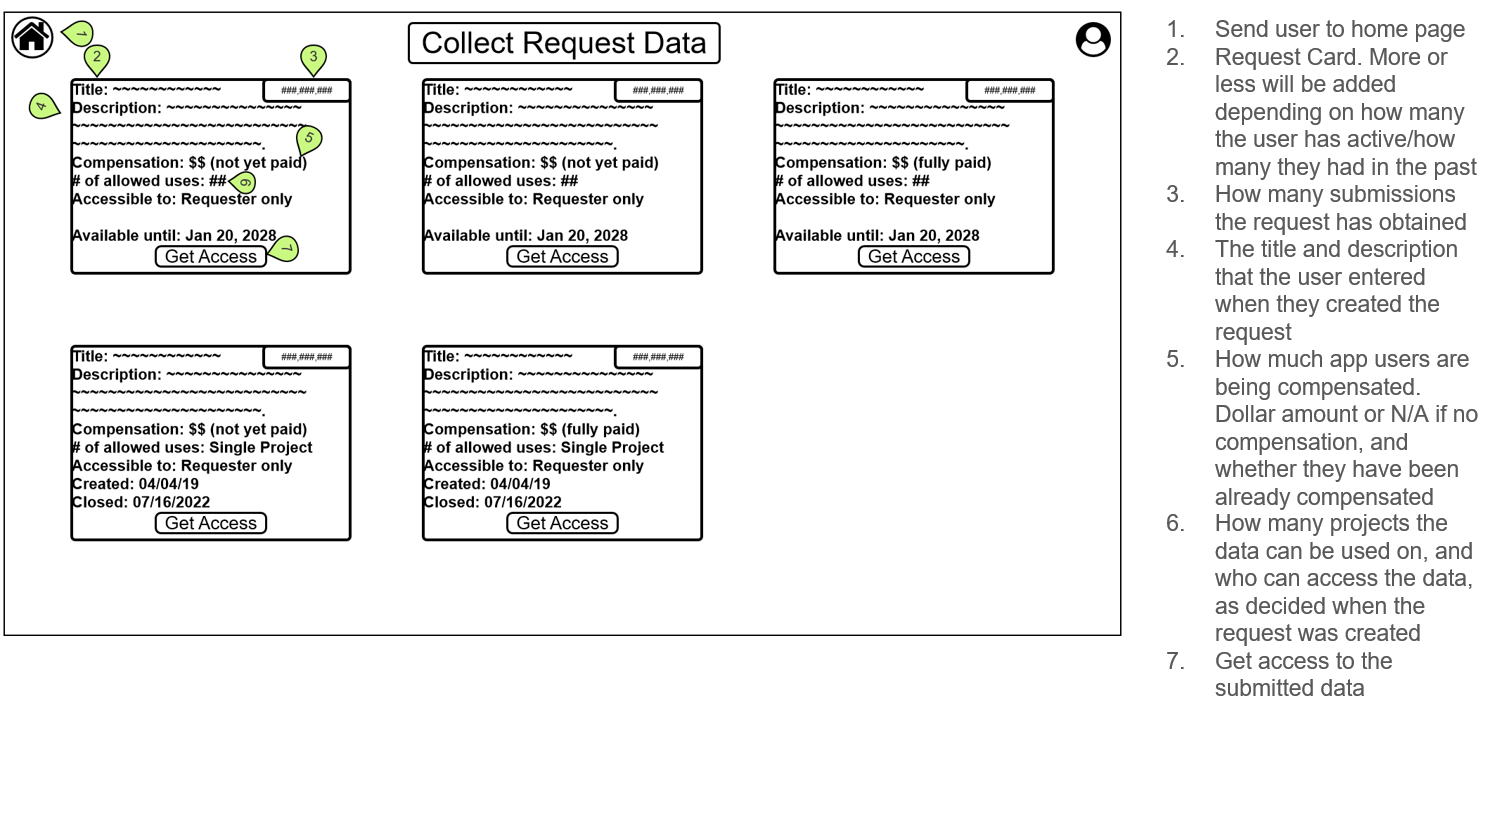 Collect Request Data
1
2
3
4
5
6
7
Title: ~~~~~~~~~~~~
###,###,###
Description: ~~~~~~~~~~~~~~~
~~~~~~~~~~~~~~~~~~~~~~~~~~
~~~~~~~~~~~~~~~~~~~~~.
Compensation: $$ (not yet paid)
# of allowed uses: ##
Accessible to: Requester only
Available until: Jan 20, 2028
Get Access
Title: ~~~~~~~~~~~~
###,###,###
Description: ~~~~~~~~~~~~~~~
~~~~~~~~~~~~~~~~~~~~~~~~~~
~~~~~~~~~~~~~~~~~~~~~.
Compensation: $$ (not yet paid)
# of allowed uses: ##
Accessible to: Requester only
Available until: Jan 20, 2028
Get Access
Title: ~~~~~~~~~~~~
###,###,###
Description: ~~~~~~~~~~~~~~~
~~~~~~~~~~~~~~~~~~~~~~~~~~
~~~~~~~~~~~~~~~~~~~~~.
Compensation: $$ (fully paid)
# of allowed uses: ##
Accessible to: Requester only
Available until: Jan 20, 2028
Get Access
Title: ~~~~~~~~~~~~
###,###,###
Description: ~~~~~~~~~~~~~~~
~~~~~~~~~~~~~~~~~~~~~~~~~~
~~~~~~~~~~~~~~~~~~~~~.
Compensation: $$ (not yet paid)
# of allowed uses: Single Project
Accessible to: Requester only
Created: 04/04/19
Closed: 07/16/2022
Get Access
Title: ~~~~~~~~~~~~
###,###,###
Description: ~~~~~~~~~~~~~~~
~~~~~~~~~~~~~~~~~~~~~~~~~~
~~~~~~~~~~~~~~~~~~~~~.
Compensation: $$ (fully paid)
# of allowed uses: Single Project
Accessible to: Requester only
Created: 04/04/19
Closed: 07/16/2022
Get Access
1. Send user to home page
2. Request Card. More or
less will be added
depending on how many
the user has active/how
many they had in the past
3. How many submissions
the request has obtained
4. The title and description
that the user entered
when they created the
request
5. How much app users are
being compensated.
Dollar amount or N/A if no
compensation, and
whether they have been
already compensated
6. How many projects the
data can be used on, and
who can access the data,
as decided when the
request was created
7. Get access to the
submitted data